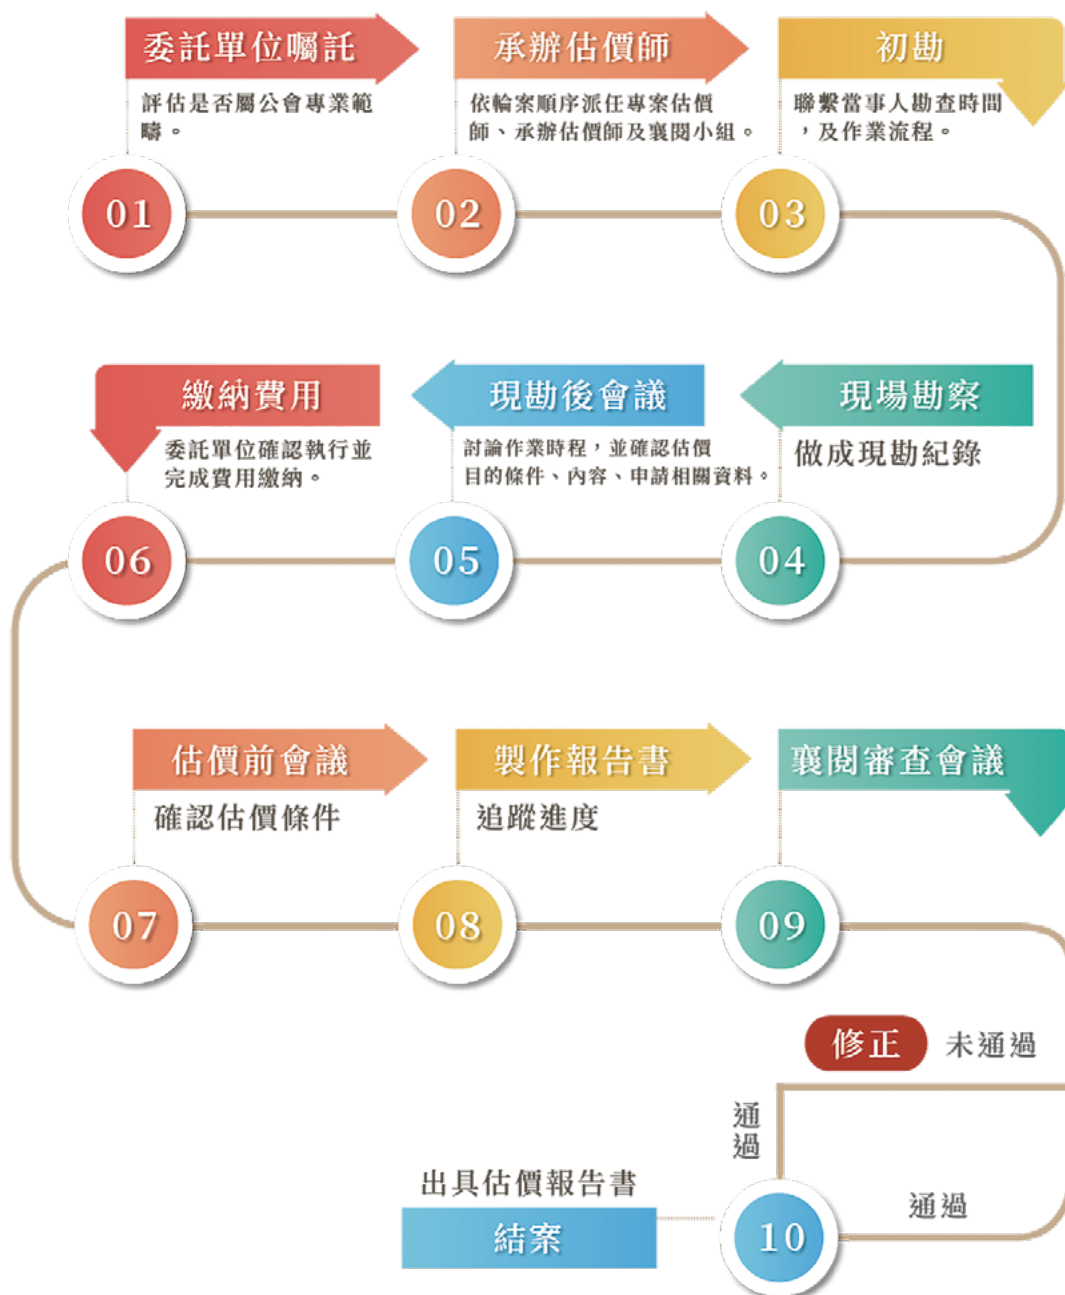 委託單位囑託
評估是否屬公會專業範
疇。
01
承辦估價師
依輪案順序派任專案估價
師、承辦估價師及襄閱小組。
02
初勘
聯繫當事人勘查時間
,及作業流程。
03
現場勘察
做成現勘紀錄
04
現勘後會議
討論作業時程,並確認估價
目的條件、內容、申請相關資料。
05
繳納費用
委託單位確認執行並
完成費用繳納。
06
估價前會議
確認估價條件
07
製作報告書
追蹤進度
08
襄閱審查會議
09
修正
未通過
通過
通過
10
出具估價報告書
結案